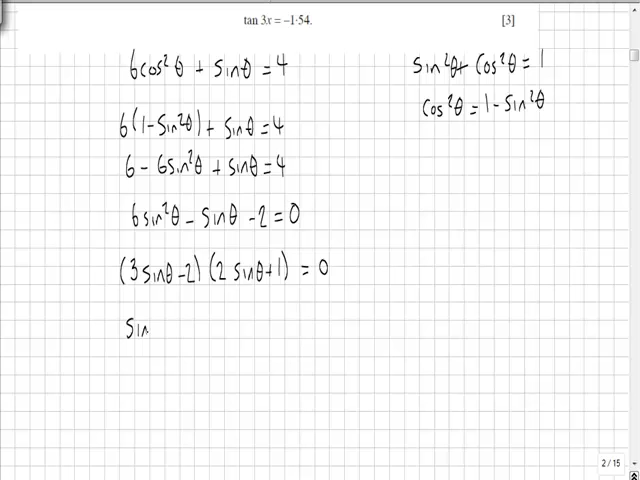 tan 3x = −1·54. [3]
6cos²θ + sinθ = 4
sin²θ + cos²θ = 1
cos²θ = 1 - sin²θ
6(1 - sin²θ) + sinθ = 4
6 - 6sin²θ + sinθ = 4
6sin²θ - sinθ - 2 = 0
(3sinθ - 2)(2sinθ + 1) = 0
sin
2 / 15